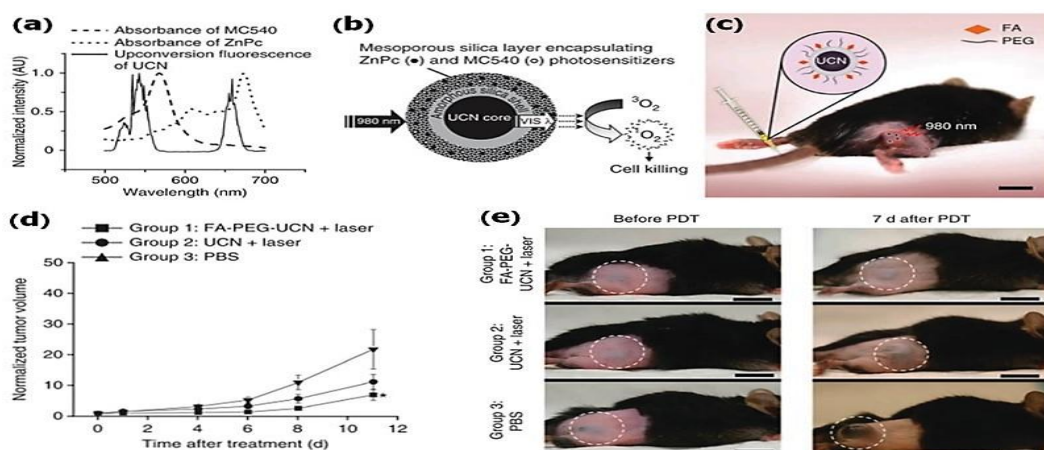 (a)
Absorbance of MC540
Absorbance of ZnPc
Upconversion fluorescence
of UCN
Normalized intensity (AU)
1.0
0.5
0.0
500 600 700
Wavelength (nm)
(b)
Mesoporous silica layer encapsulating
ZnPc (●) and MC540 (○) photosensitizers
Amorphous silica shell
980 nm
UCN core
VIS λ
³O₂
¹O₂
Cell killing
(c)
FA
PEG
UCN
980 nm
(d)
Group 1: FA-PEG-UCN + laser
Group 2: UCN + laser
Group 3: PBS
Normalized tumor volume
50
40
30
20
10
0
*
0 2 4 6 8 10 12
Time after treatment (d)
(e)
Before PDT 7 d after PDT
Group 1:
FA-PEG-
UCN + laser
Group 2:
UCN + laser
Group 3:
PBS